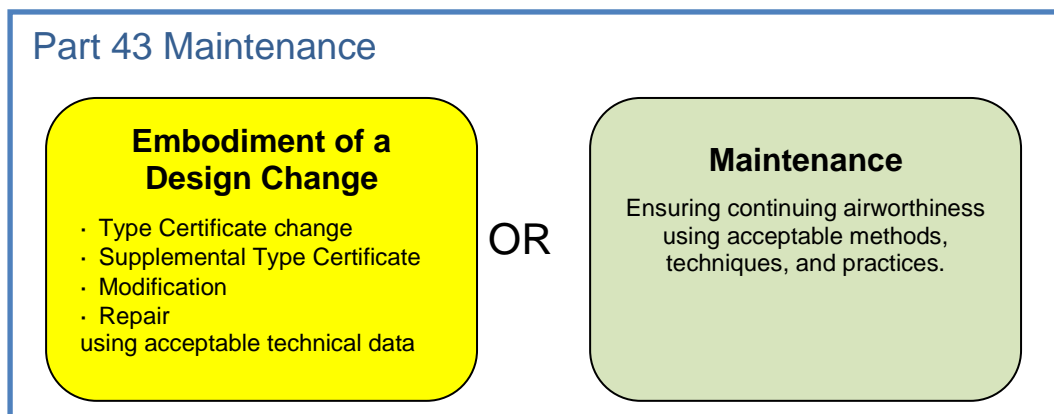 Part 43 Maintenance
Embodiment of a
Design Change
· Type Certificate change
· Supplemental Type Certificate
· Modification
· Repair
using acceptable technical data
OR
Maintenance
Ensuring continuing airworthiness
using acceptable methods,
techniques, and practices.